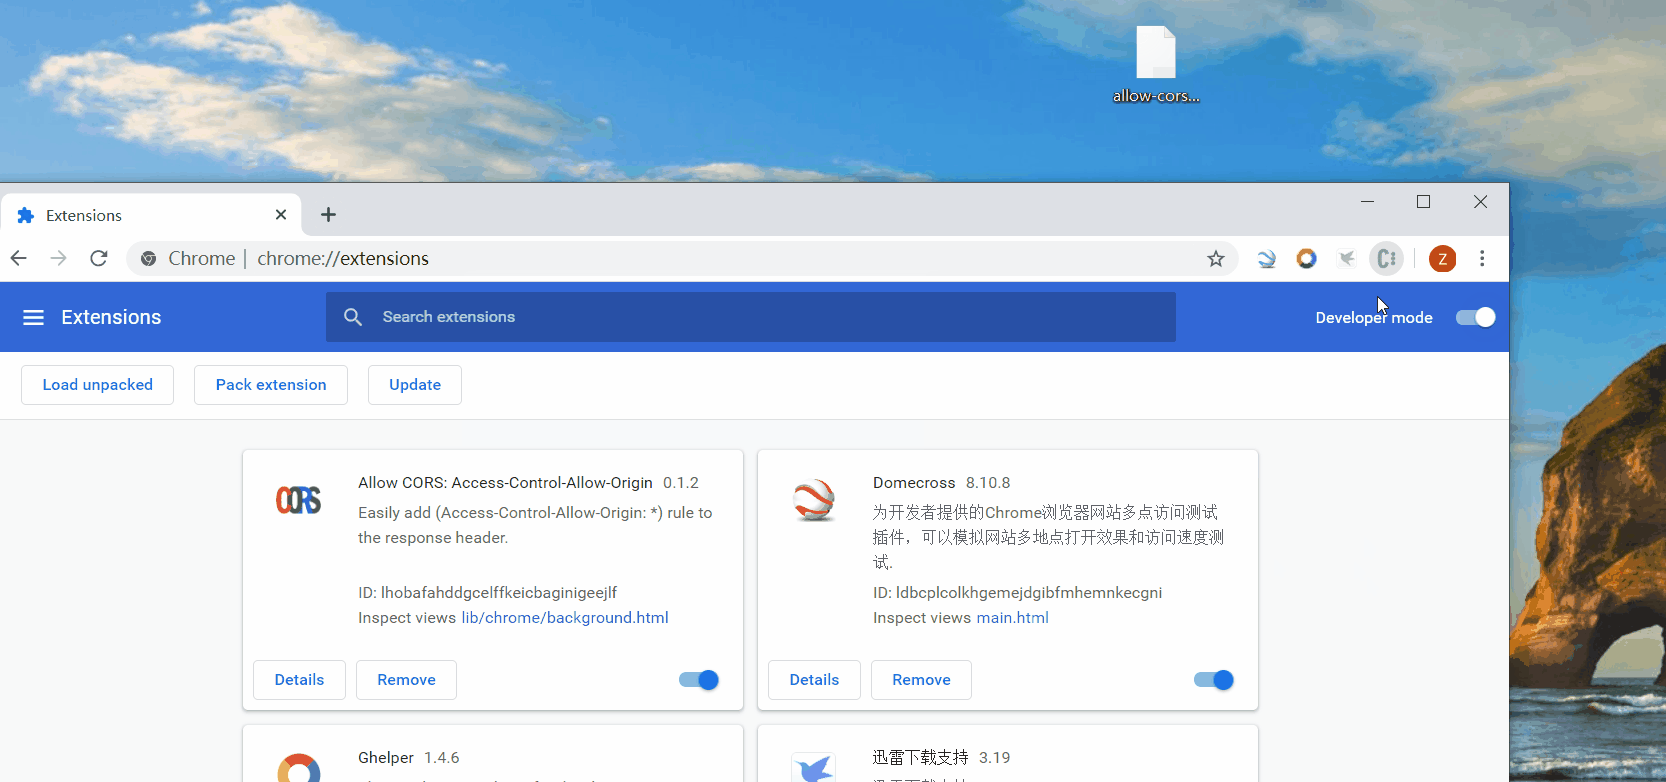 allow-cors...
Extensions
Chrome | chrome://extensions
Z
Extensions
Search extensions
Developer mode
Load unpacked
Pack extension
Update
CORS
Allow CORS: Access-Control-Allow-Origin 0.1.2
Easily add (Access-Control-Allow-Origin: *) rule to
the response header.
ID: lhobafahddgcelffkeicbaginigeejlf
Inspect views lib/chrome/background.html
Details
Remove
Domecross 8.10.8
为开发者提供的Chrome浏览器网站多点访问测试
插件，可以模拟网站多地点打开效果和访问速度测
试.
ID: ldbcplcolkhgemejdgibfmhemnkecgni
Inspect views main.html
Details
Remove
Ghelper 1.4.6
迅雷下载支持 3.19